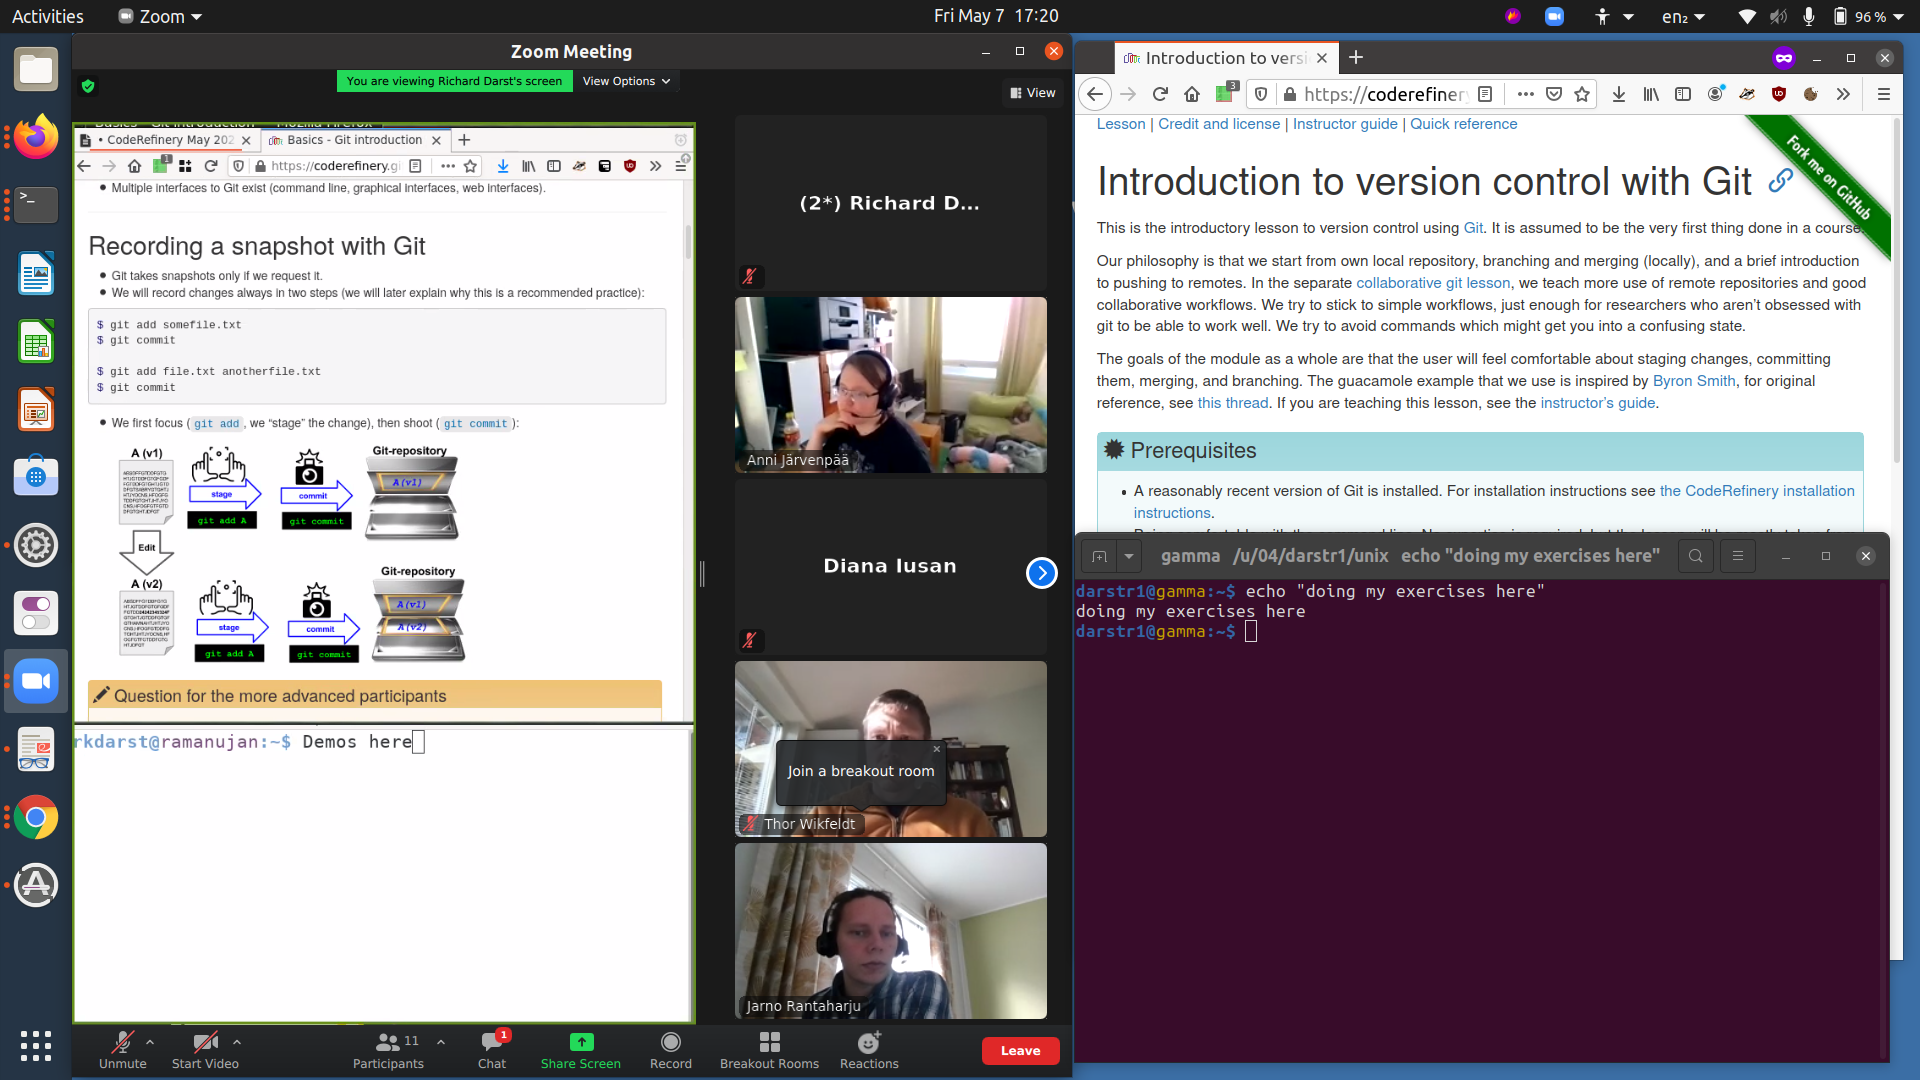 Activities
Zoom
Fri May 7 17:20
en₂
96 %
Zoom Meeting
You are viewing Richard Darst's screen
View Options
View
CodeRefinery May 202
Basics - Git introduction
https://coderefinery.gi
Multiple interfaces to Git exist (command line, graphical interfaces, web interfaces).
Recording a snapshot with Git
Git takes snapshots only if we request it.
We will record changes always in two steps (we will later explain why this is a recommended practice):
$ git add somefile.txt
$ git commit
$ git add file.txt anotherfile.txt
$ git commit
We first focus (git add, we “stage” the change), then shoot (git commit):
A (v1)
stage
git add A
commit
git commit
Git-repository
A(v1)
Edit
A (v2)
stage
git add A
commit
git commit
Git-repository
A(v1)
A(v2)
Question for the more advanced participants
rkdarst@ramanujan:~$ Demos here
(2*) Richard D...
Anni Järvenpää
Diana Iusan
Join a breakout room
Thor Wikfeldt
Jarno Rantaharju
Unmute
Start Video
Participants
11
Chat
1
Share Screen
Record
Breakout Rooms
Reactions
Leave
Introduction to versi
https://coderefinery
3
Lesson | Credit and license | Instructor guide | Quick reference
Fork me on GitHub
Introduction to version control with Git
This is the introductory lesson to version control using Git. It is assumed to be the very first thing done in a course.
Our philosophy is that we start from own local repository, branching and merging (locally), and a brief introduction
to pushing to remotes. In the separate collaborative git lesson, we teach more use of remote repositories and good
collaborative workflows. We try to stick to simple workflows, just enough for researchers who aren’t obsessed with
git to be able to work well. We try to avoid commands which might get you into a confusing state.
The goals of the module as a whole are that the user will feel comfortable about staging changes, committing
them, merging, and branching. The guacamole example that we use is inspired by Byron Smith, for original
reference, see this thread. If you are teaching this lesson, see the instructor’s guide.
Prerequisites
A reasonably recent version of Git is installed. For installation instructions see the CodeRefinery installation
instructions.
gamma /u/04/darstr1/unix echo "doing my exercises here"
darstr1@gamma:~$ echo "doing my exercises here"
doing my exercises here
darstr1@gamma:~$